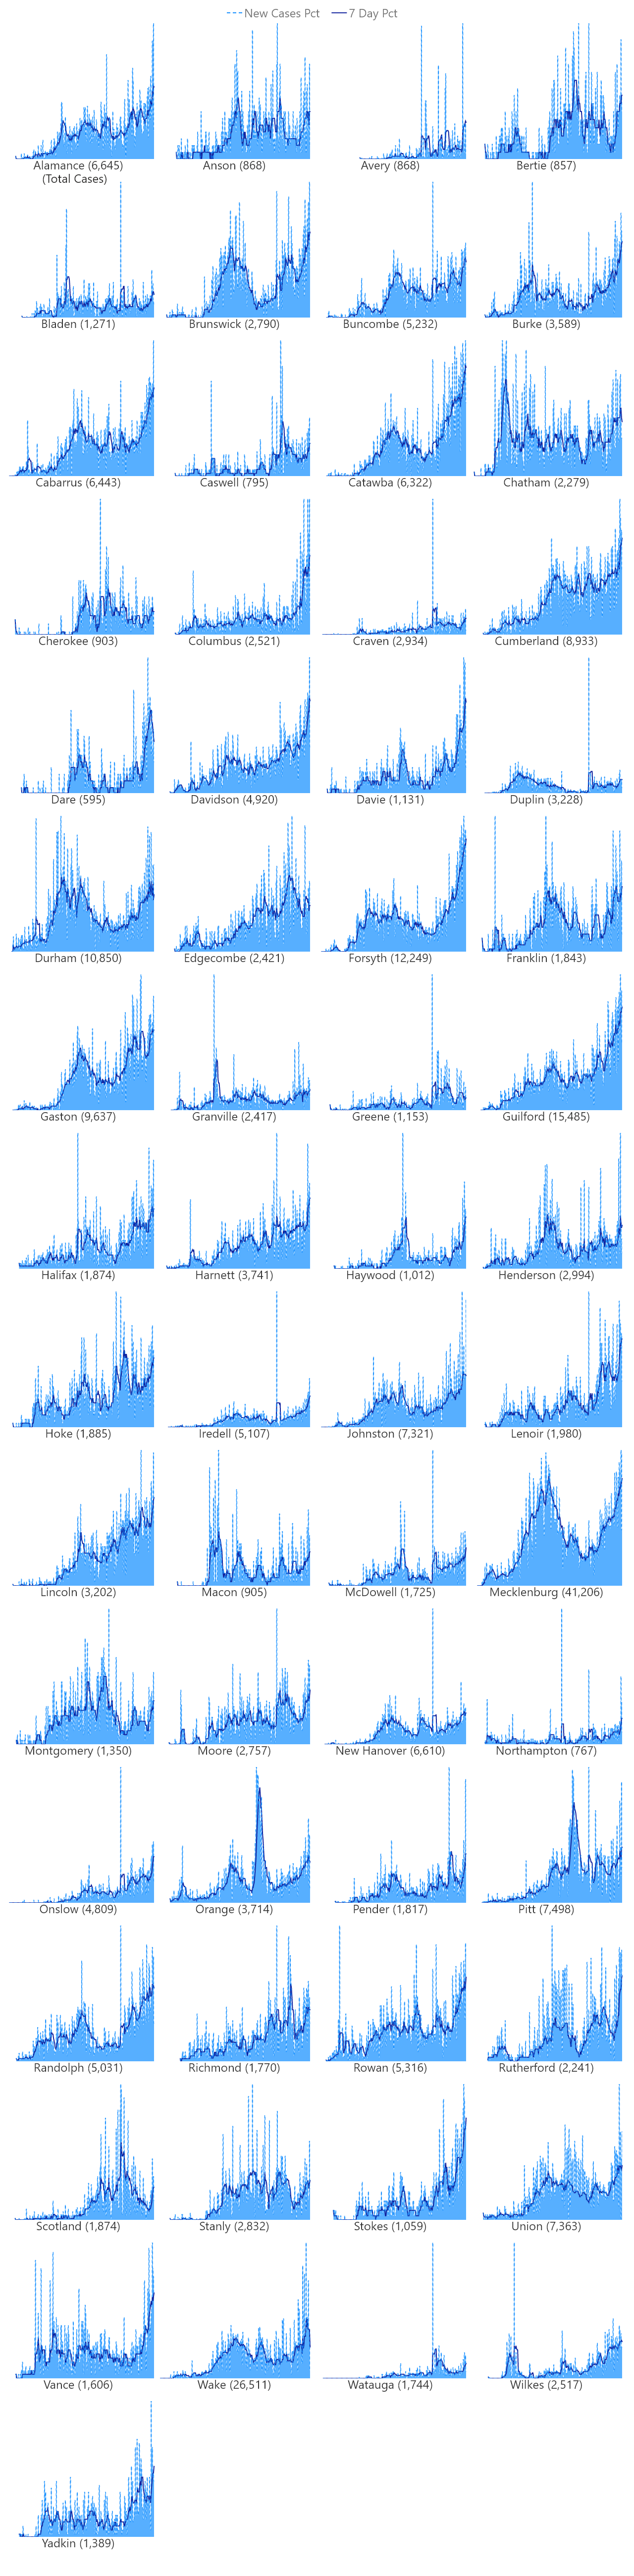 New Cases Pct 7 Day Pct
Alamance (6,645) Anson (868) Avery (868) Bertie (857)
(Total Cases)
Bladen (1,271) Brunswick (2,790) Buncombe (5,232) Burke (3,589)
Cabarrus (6,443) Caswell (795) Catawba (6,322) Chatham (2,279)
Cherokee (903) Columbus (2,521) Craven (2,934) Cumberland (8,933)
Dare (595) Davidson (4,920) Davie (1,131) Duplin (3,228)
Durham (10,850) Edgecombe (2,421) Forsyth (12,249) Franklin (1,843)
Gaston (9,637) Granville (2,417) Greene (1,153) Guilford (15,485)
Halifax (1,874) Harnett (3,741) Haywood (1,012) Henderson (2,994)
Hoke (1,885) Iredell (5,107) Johnston (7,321) Lenoir (1,980)
Lincoln (3,202) Macon (905) McDowell (1,725) Mecklenburg (41,206)
Montgomery (1,350) Moore (2,757) New Hanover (6,610) Northampton (767)
Onslow (4,809) Orange (3,714) Pender (1,817) Pitt (7,498)
Randolph (5,031) Richmond (1,770) Rowan (5,316) Rutherford (2,241)
Scotland (1,874) Stanly (2,832) Stokes (1,059) Union (7,363)
Vance (1,606) Wake (26,511) Watauga (1,744) Wilkes (2,517)
Yadkin (1,389)